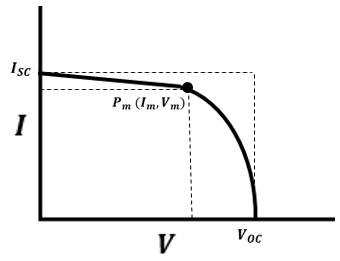 I_SC
P_m (I_m, V_m)
I
V_OC
V